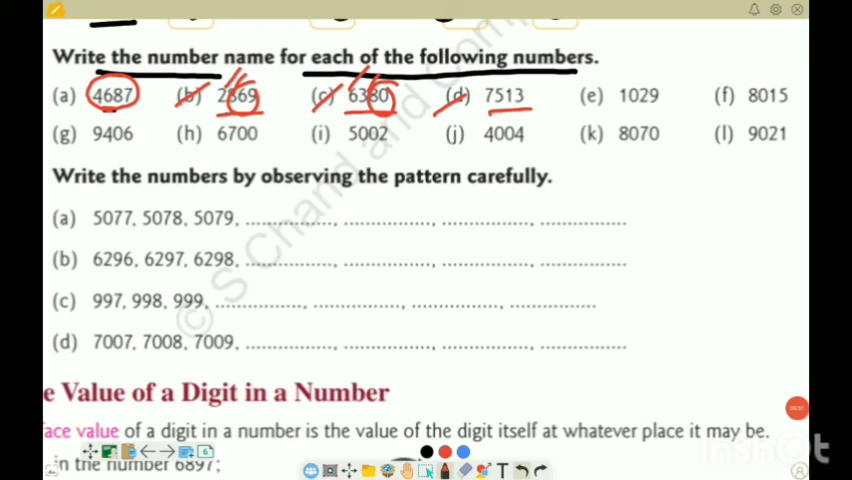 Write the number name for each of the following numbers.
(a) 4687 (b) 2869 (c) 6380 (d) 7513 (e) 1029 (f) 8015
(g) 9406 (h) 6700 (i) 5002 (j) 4004 (k) 8070 (l) 9021
Write the numbers by observing the pattern carefully.
(a) 5077, 5078, 5079, ................, ................, ................, ................
(b) 6296, 6297, 6298, ................, ................, ................, ................
(c) 997, 998, 999, ................, ................, ................, ................
(d) 7007, 7008, 7009, ................, ................, ................, ................
e Value of a Digit in a Number
face value of a digit in a number is the value of the digit itself at whatever place it may be.
in the number 6897;
© S Chand and Comp
InShot